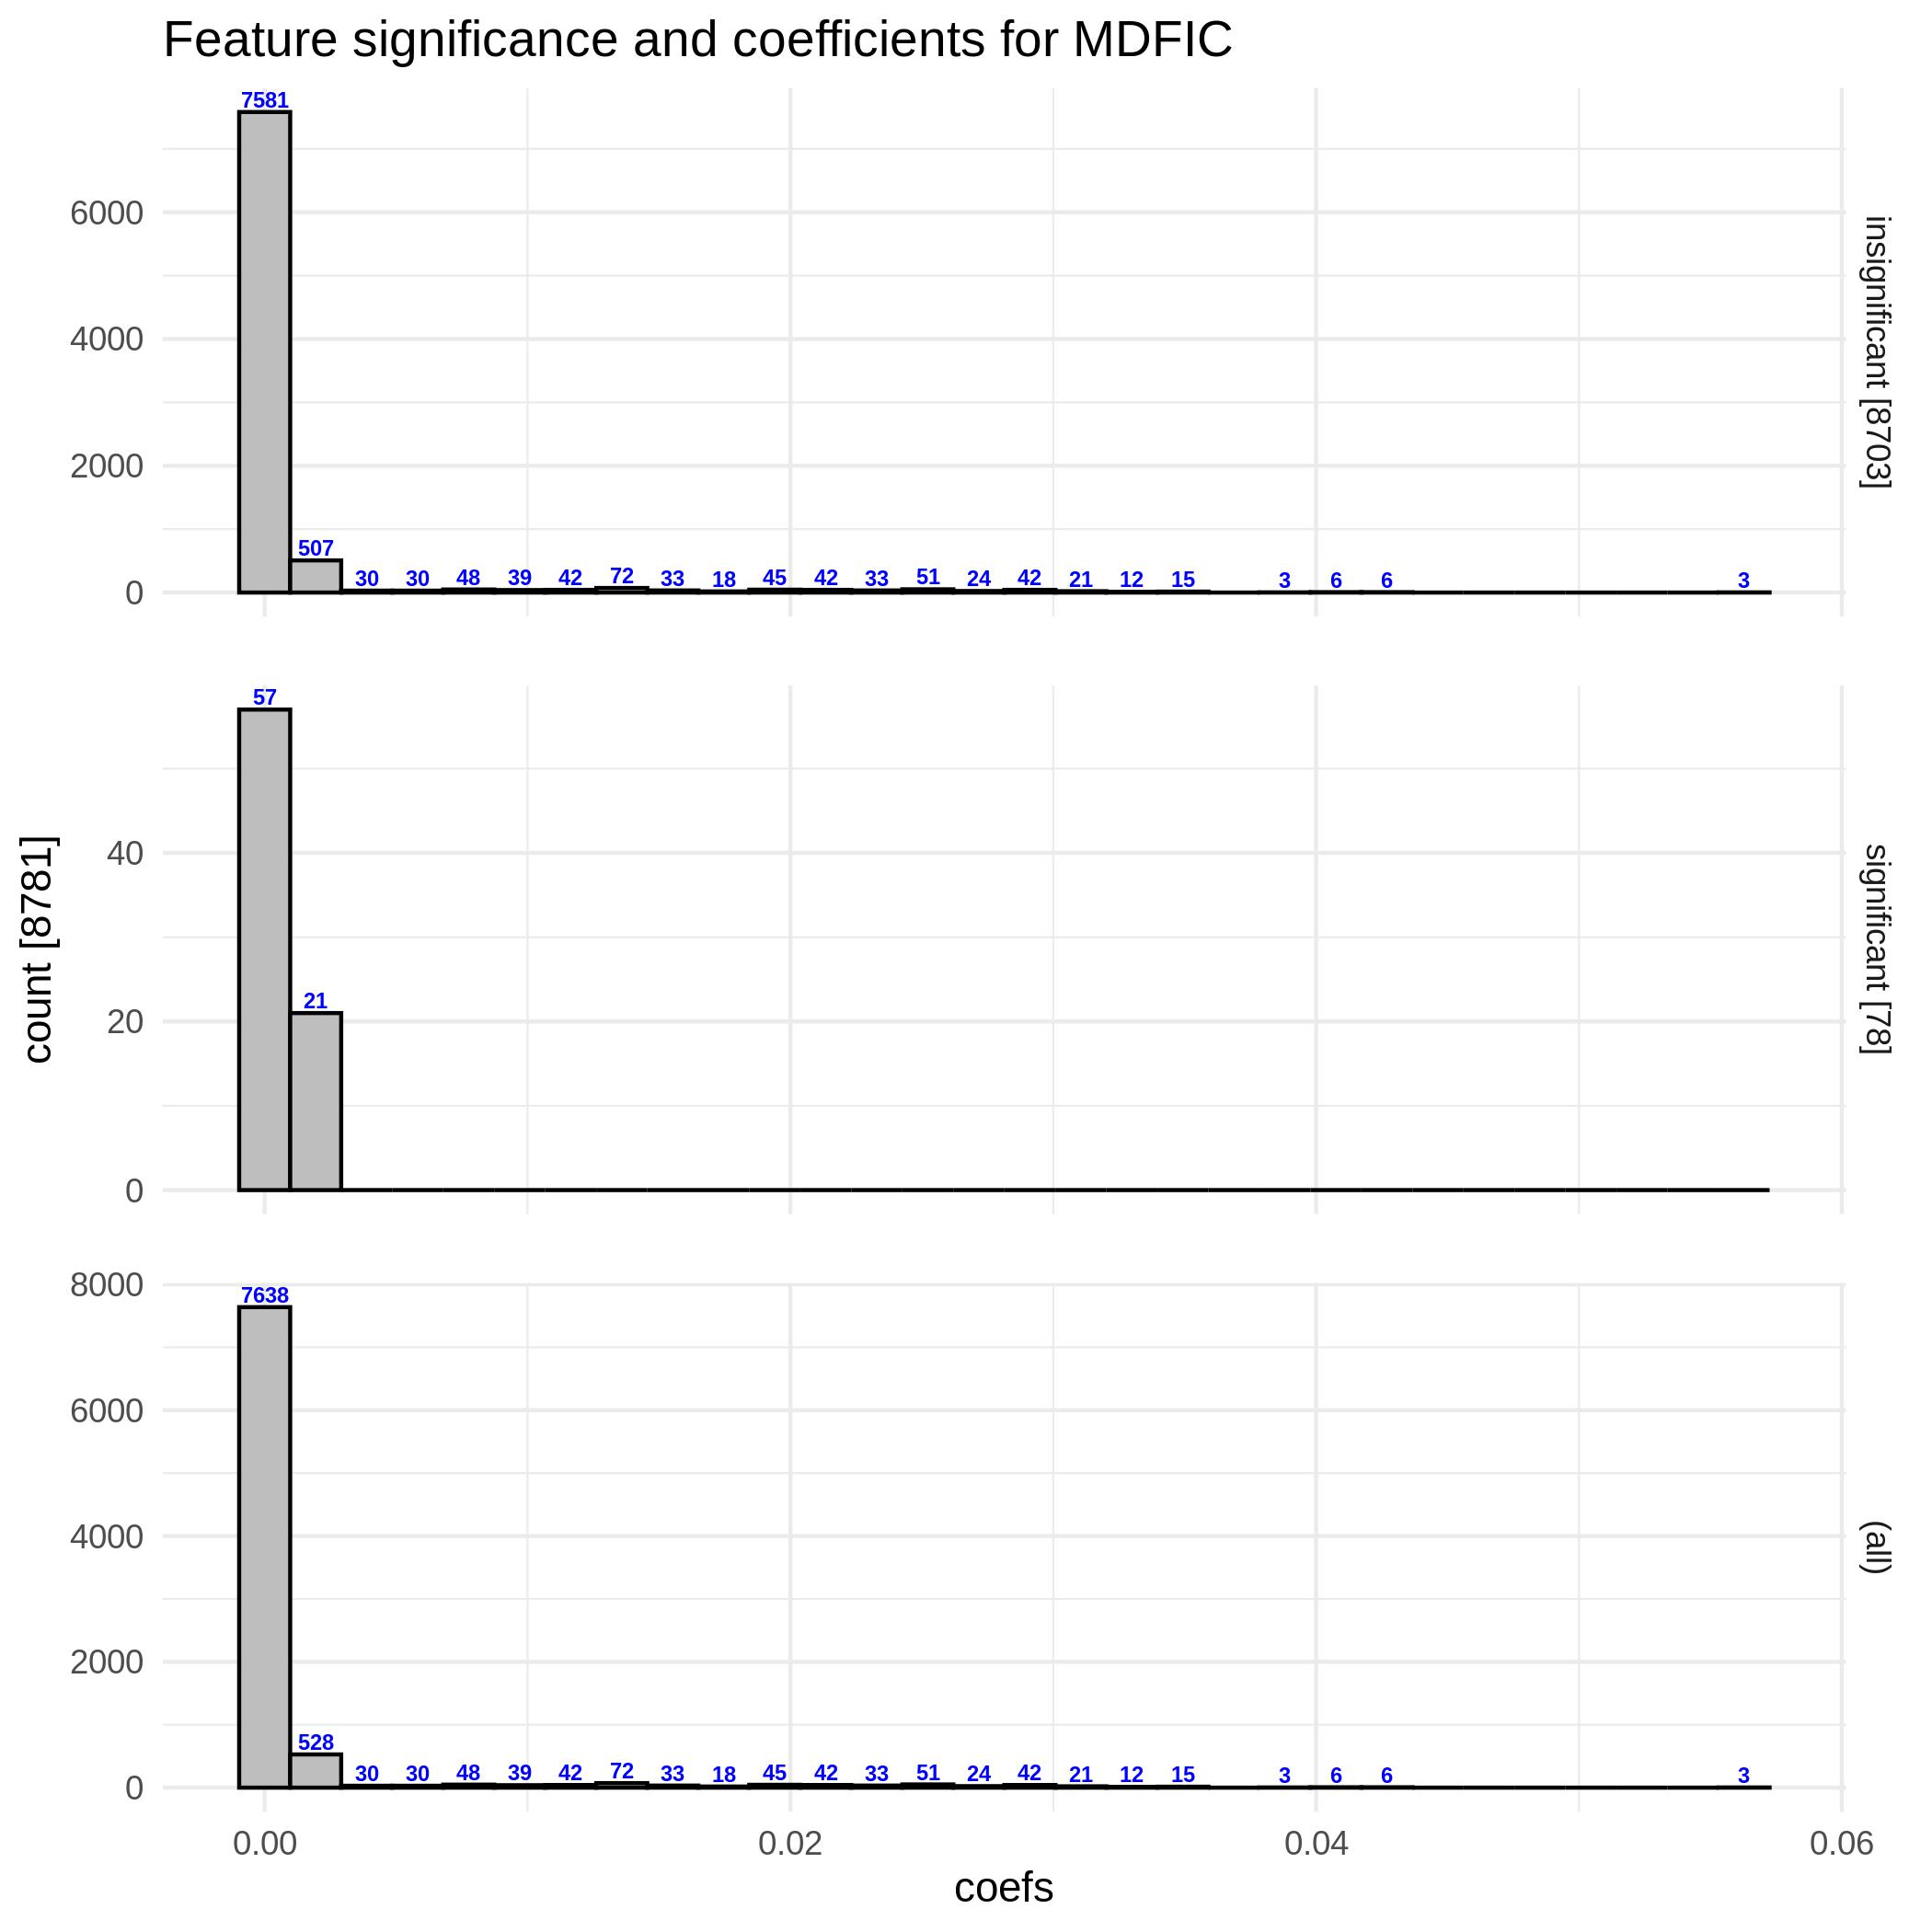 Feature significance and coefficients for MDFIC
7581
6000
4000
2000
507
30 30 48 39 42 72 33 18 45 42 33 51 24 42 21 12 15 3 6 6 3
0
insignificant [8703]
57
40
21
20
0
significant [78]
count [8781]
8000
7638
6000
4000
2000
528
30 30 48 39 42 72 33 18 45 42 33 51 24 42 21 12 15 3 6 6 3
0
(all)
0.00 0.02 0.04 0.06
coefs